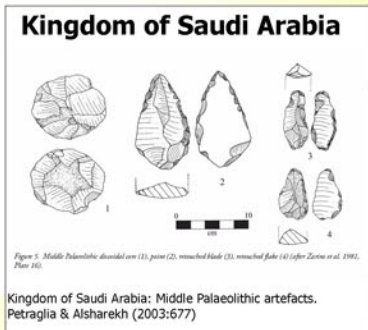 Kingdom of Saudi Arabia
1
2
3
4
0 10
cm
Figure 5. Middle Palaeolithic discoidal core (1), point (2), retouched blade (3), retouched flake (4) (after Zarins et al. 1981,
Plate 16).
Kingdom of Saudi Arabia: Middle Palaeolithic artefacts.
Petraglia & Alsharekh (2003:677)